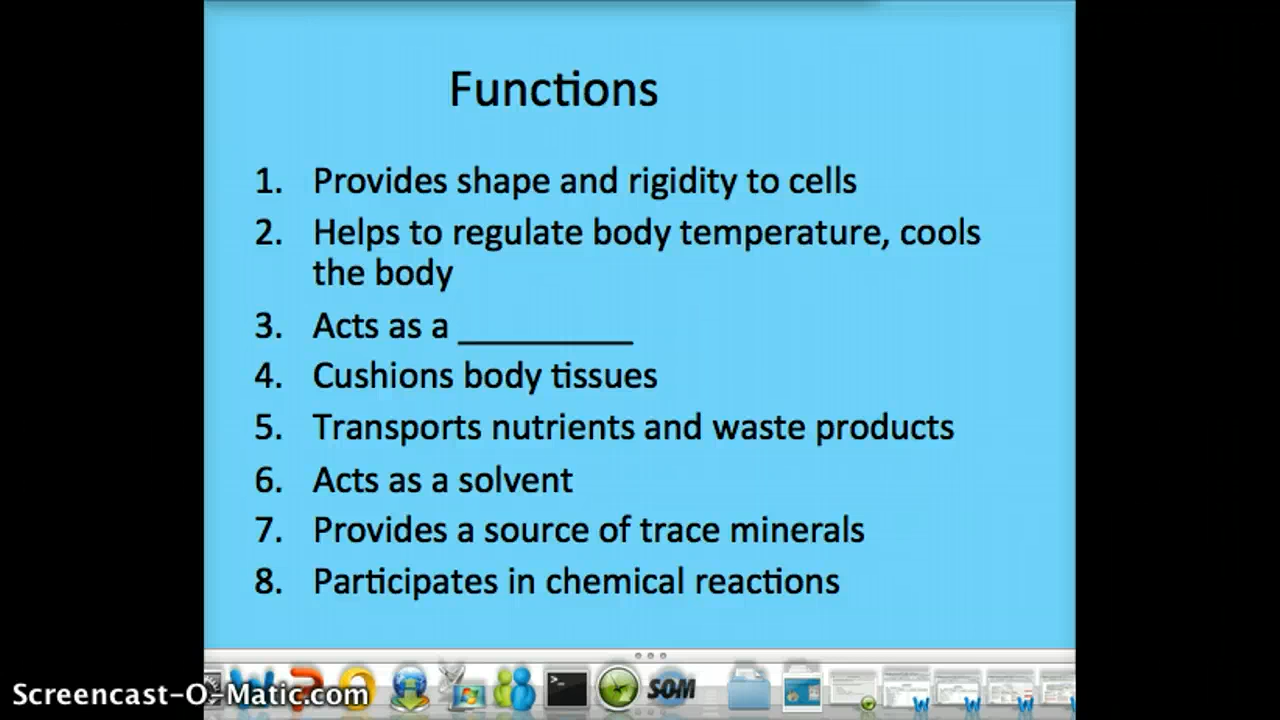 Functions
1. Provides shape and rigidity to cells
2. Helps to regulate body temperature, cools
the body
3. Acts as a __________
4. Cushions body tissues
5. Transports nutrients and waste products
6. Acts as a solvent
7. Provides a source of trace minerals
8. Participates in chemical reactions
SOM
Screencast-O-Matic.com